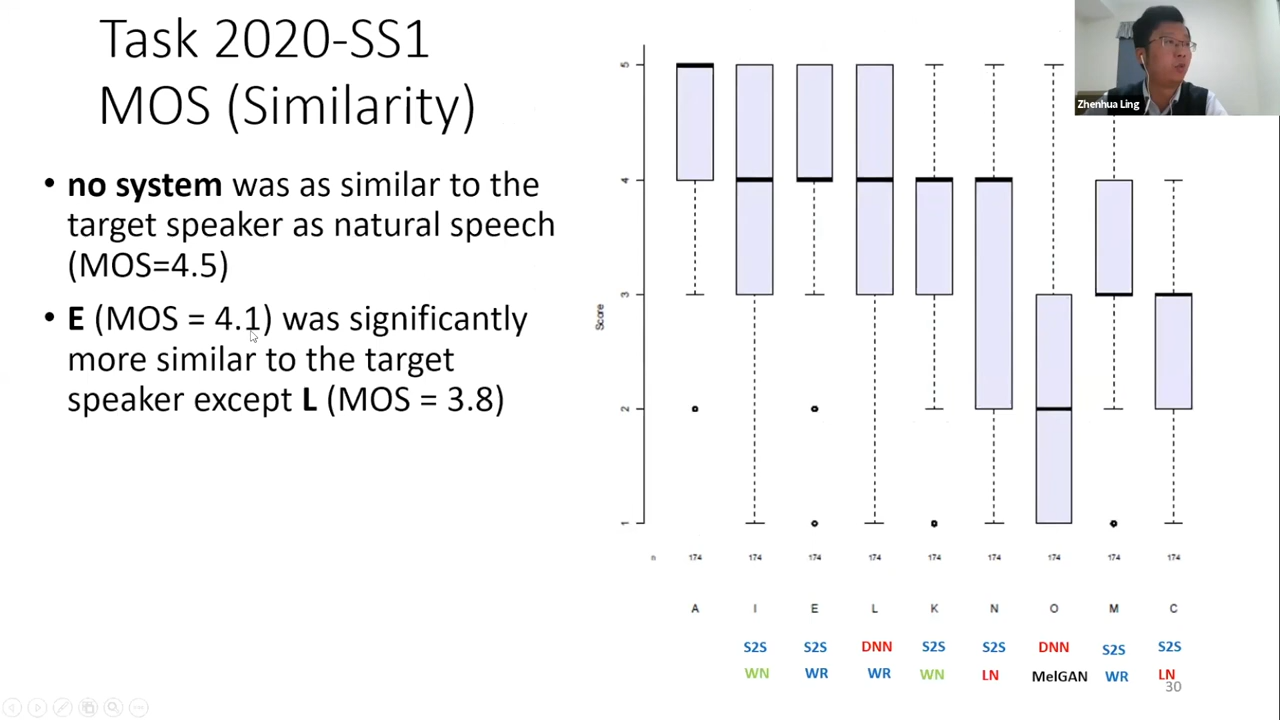 Task 2020-SS1
MOS (Similarity)
Zhenhua Ling
• no system was as similar to the
target speaker as natural speech
(MOS=4.5)
• E (MOS = 4.1) was significantly
more similar to the target
speaker except L (MOS = 3.8)
Score
5
4
3
2
1
n 174 174 174 174 174 174 174 174 174
A I E L K N O M C
S2S S2S DNN S2S S2S DNN S2S S2S
WN WR WR WN LN MelGAN WR LN
30